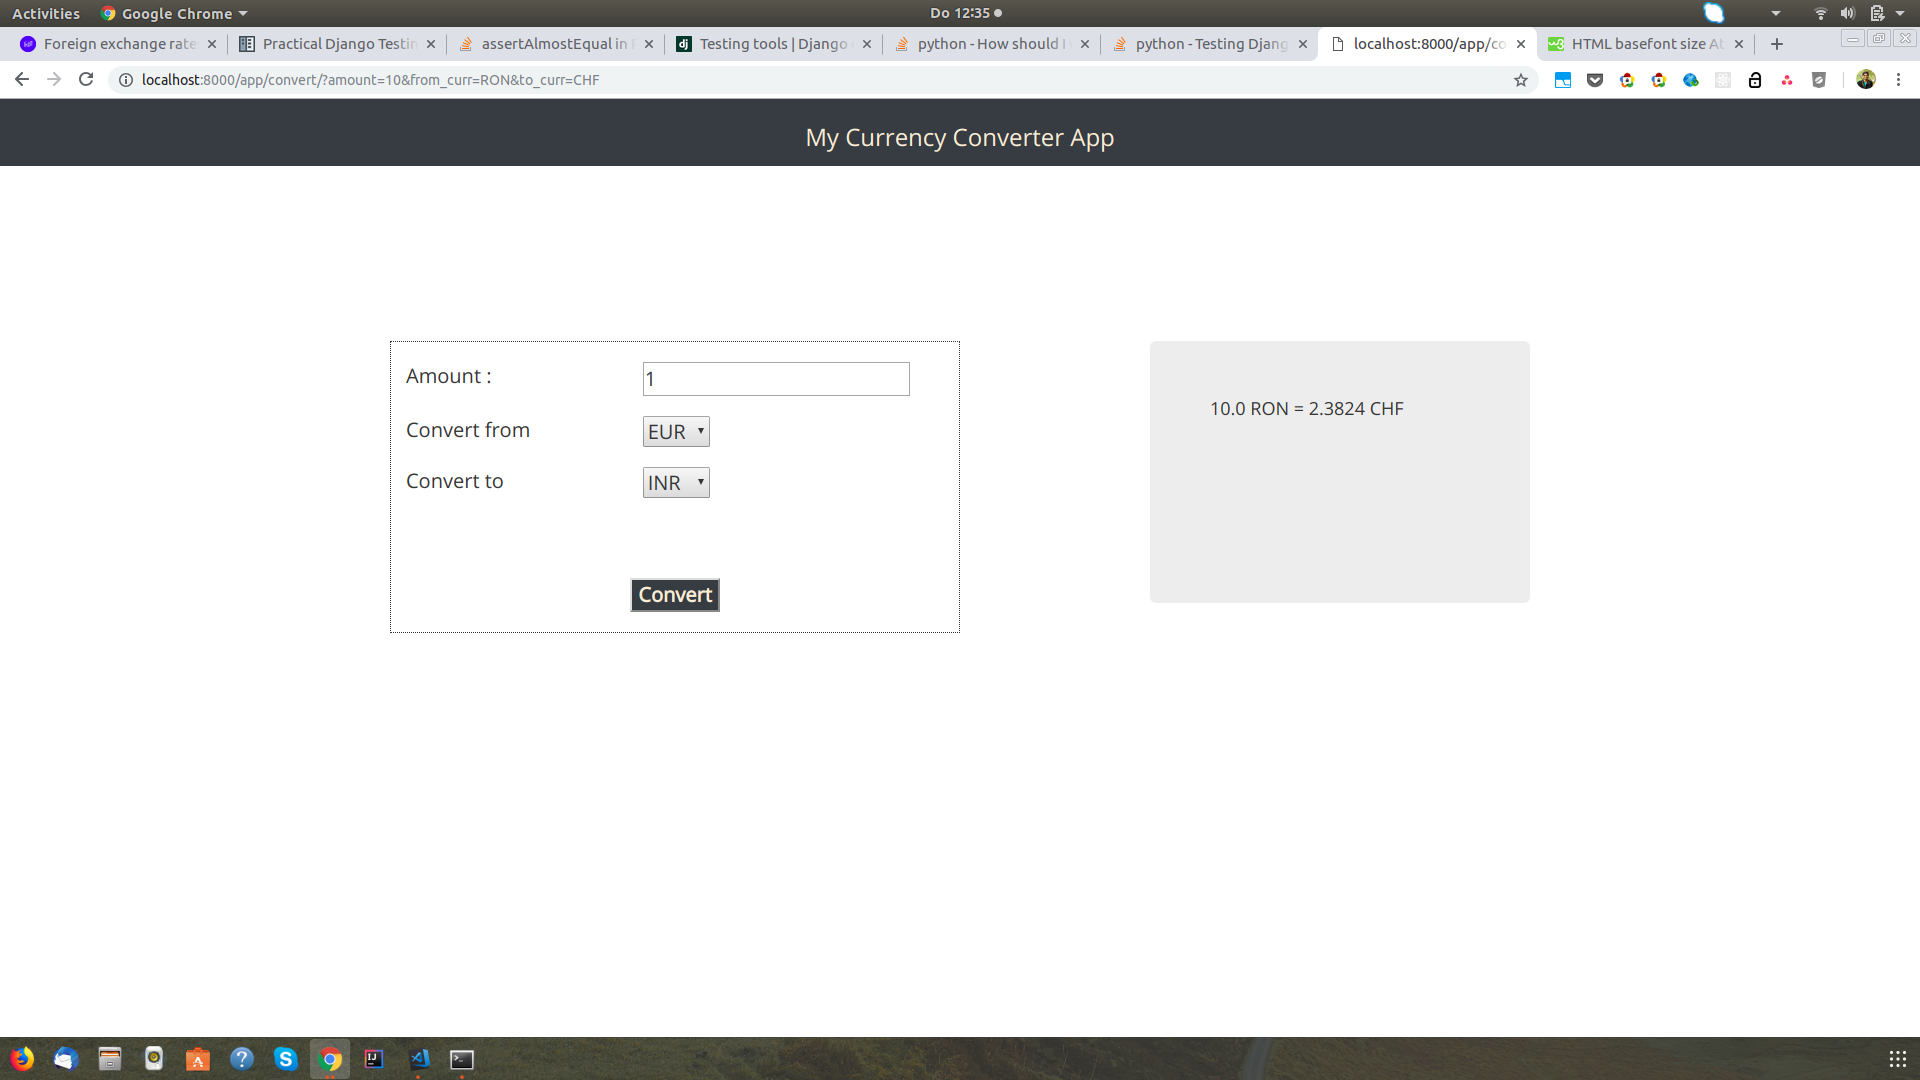 Activities Google Chrome Do 12:35
Foreign exchange rate Practical Django Testin assertAlmostEqual in Testing tools | Django python - How should I python - Testing Djang localhost:8000/app/co HTML basefont size At
localhost:8000/app/convert/?amount=10&from_curr=RON&to_curr=CHF
My Currency Converter App
Amount : 1
Convert from EUR
Convert to INR
Convert
10.0 RON = 2.3824 CHF